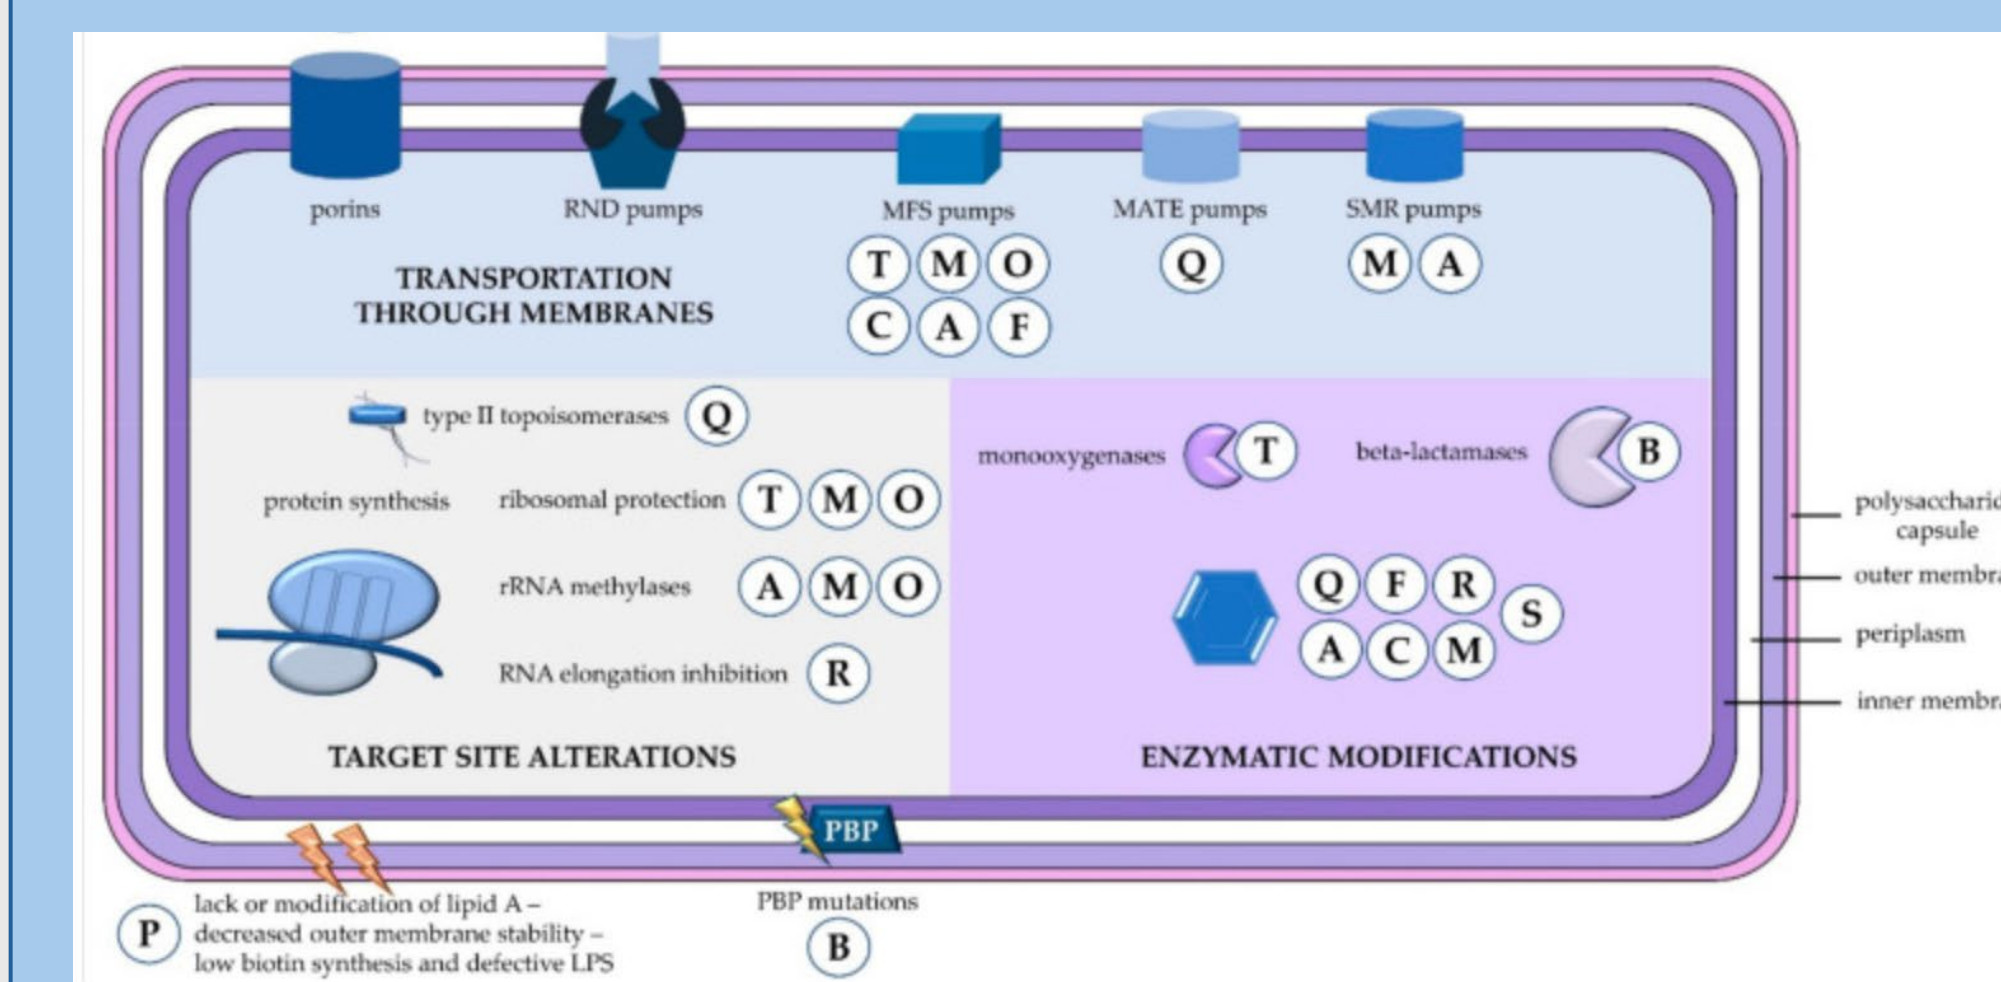 porins
RND pumps
MFS pumps
MATE pumps
SMR pumps
T M O
Q
M A
C A F
TRANSPORTATION
THROUGH MEMBRANES
type II topoisomerases Q
protein synthesis
ribosomal protection T M O
rRNA methylases A M O
RNA elongation inhibition R
TARGET SITE ALTERATIONS
monooxygenases T
beta-lactamases B
Q F R
S
A C M
ENZYMATIC MODIFICATIONS
polysaccharid
capsule
outer membra
periplasm
inner membra
PBP
P
lack or modification of lipid A –
decreased outer membrane stability –
low biotin synthesis and defective LPS
PBP mutations
B